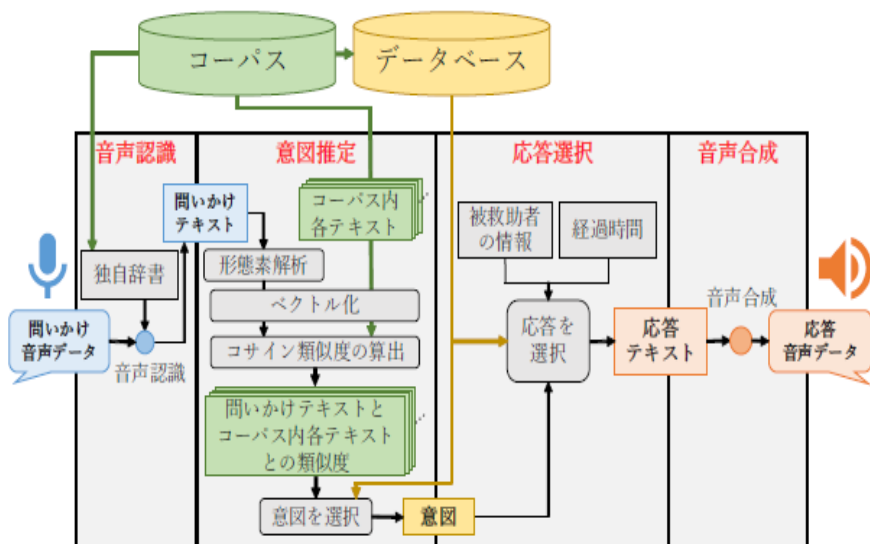 コーパス
データベース
音声認識
意図推定
応答選択
音声合成
問いかけ
テキスト
コーパス内
各テキスト
被救助者
の情報
経過時間
独自辞書
形態素解析
ベクトル化
問いかけ
音声データ
音声認識
コサイン類似度の算出
応答を
選択
応答
テキスト
音声合成
応答
音声データ
問いかけテキストと
コーパス内各テキスト
との類似度
意図を選択
意図